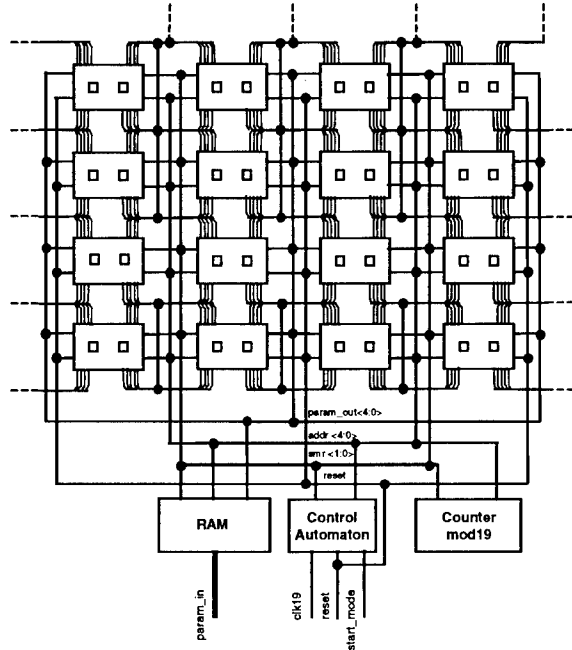 param_out<4:0>
addr <4:0>
smr <1:0>
reset
RAM
Control
Automaton
Counter
mod19
param_in
clk19
reset
start_mode